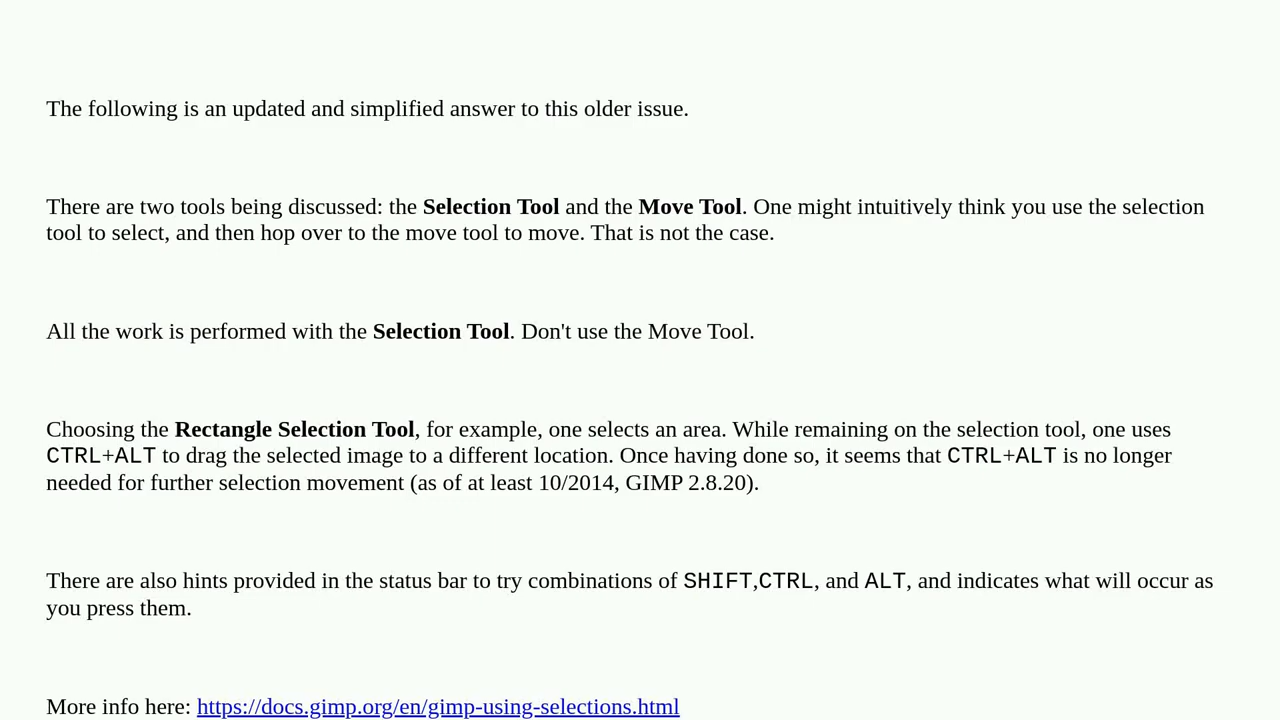 The following is an updated and simplified answer to this older issue.
There are two tools being discussed: the Selection Tool and the Move Tool. One might intuitively think you use the selection
tool to select, and then hop over to the move tool to move. That is not the case.
All the work is performed with the Selection Tool. Don't use the Move Tool.
Choosing the Rectangle Selection Tool, for example, one selects an area. While remaining on the selection tool, one uses
CTRL+ALT to drag the selected image to a different location. Once having done so, it seems that CTRL+ALT is no longer
needed for further selection movement (as of at least 10/2014, GIMP 2.8.20).
There are also hints provided in the status bar to try combinations of SHIFT,CTRL, and ALT, and indicates what will occur as
you press them.
More info here: https://docs.gimp.org/en/gimp-using-selections.html